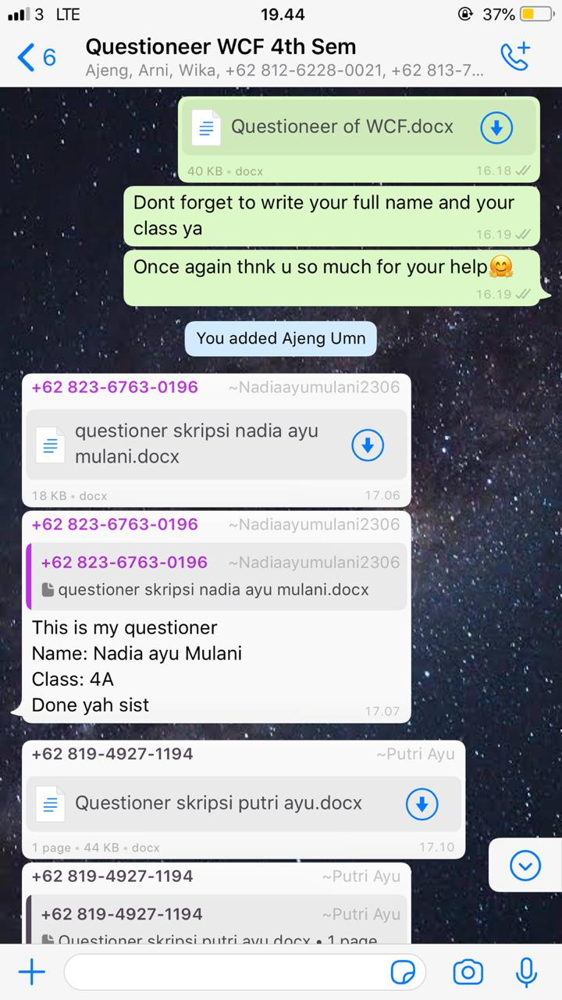 3 LTE 19.44 37%
6 Questioneer WCF 4th Sem
Ajeng, Arni, Wika, +62 812-6228-0021, +62 813-7...
Questioneer of WCF.docx
40 KB • docx 16.18
Dont forget to write your full name and your
class ya 16.19
Once again thnk u so much for your help🤗
16.19
You added Ajeng Umn
+62 823-6763-0196 ~Nadiaayumulani2306
questioner skripsi nadia ayu
mulani.docx
18 KB • docx 17.06
+62 823-6763-0196 ~Nadiaayumulani2306
+62 823-6763-0196 ~Nadiaayumulani2306
questioner skripsi nadia ayu mulani.docx
This is my questioner
Name: Nadia ayu Mulani
Class: 4A
Done yah sist 17.07
+62 819-4927-1194 ~Putri Ayu
Questioner skripsi putri ayu.docx
1 page • 44 KB • docx 17.10
+62 819-4927-1194 ~Putri Ayu
+62 819-4927-1194 ~Putri Ayu
Questioner skripsi putri ayu.docx • 1 page